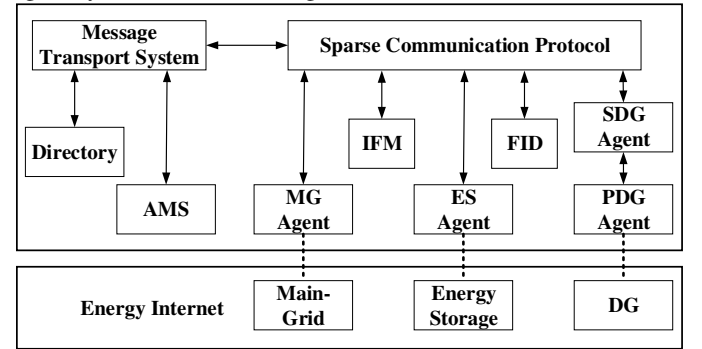 Message
Transport System
Sparse Communication Protocol
Directory
AMS
IFM
FID
SDG
Agent
MG
Agent
ES
Agent
PDG
Agent
Energy Internet
Main-
Grid
Energy
Storage
DG